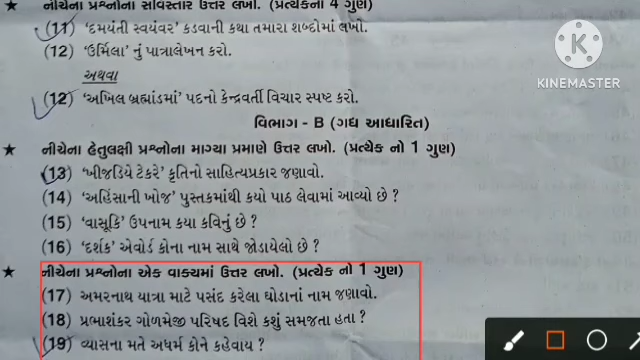 ★ નીચેના પ્રશ્નોના સવિસ્તાર ઉત્તર લખો. (પ્રત્યેકનાં 4 ગુણ)
(11) 'દમયંતી સ્વયંવર' કડવાની કથા તમારા શબ્દોમાં લખો.
(12) 'ઉર્મિલા' નું પાત્રાલેખન કરો.
અથવા
(12) 'અખિલ બ્રહ્માંડમાં' પદનો કેન્દ્રવર્તી વિચાર સ્પષ્ટ કરો.
વિભાગ - B (ગદ્ય આધારિત)
★ નીચેના હેતુલક્ષી પ્રશ્નોના માગ્યા પ્રમાણે ઉત્તર લખો. (પ્રત્યેક નો 1 ગુણ)
(13) 'ખીજડિયે ટેકરે' કૃતિનો સાહિત્યપ્રકાર જણાવો.
(14) 'અહિંસાની ખોજ' પુસ્તકમાંથી કયો પાઠ લેવામાં આવ્યો છે ?
(15) 'વાસૂકિ' ઉપનામ કયા કવિનું છે ?
(16) 'દર્શક' એવોર્ડ કોના નામ સાથે જોડાયેલો છે ?
★ નીચેના પ્રશ્નોના એક વાક્યમાં ઉત્તર લખો. (પ્રત્યેક નો 1 ગુણ)
(17) અમરનાથ યાત્રા માટે પસંદ કરેલા ઘોડાનાં નામ જણાવો.
(18) પ્રભાશંકર ગોળમેજી પરિષદ વિશે કશું સમજતા હતા ?
(19) વ્યાસના મતે અધર્મ કોને કહેવાય ?
KINEMASTER